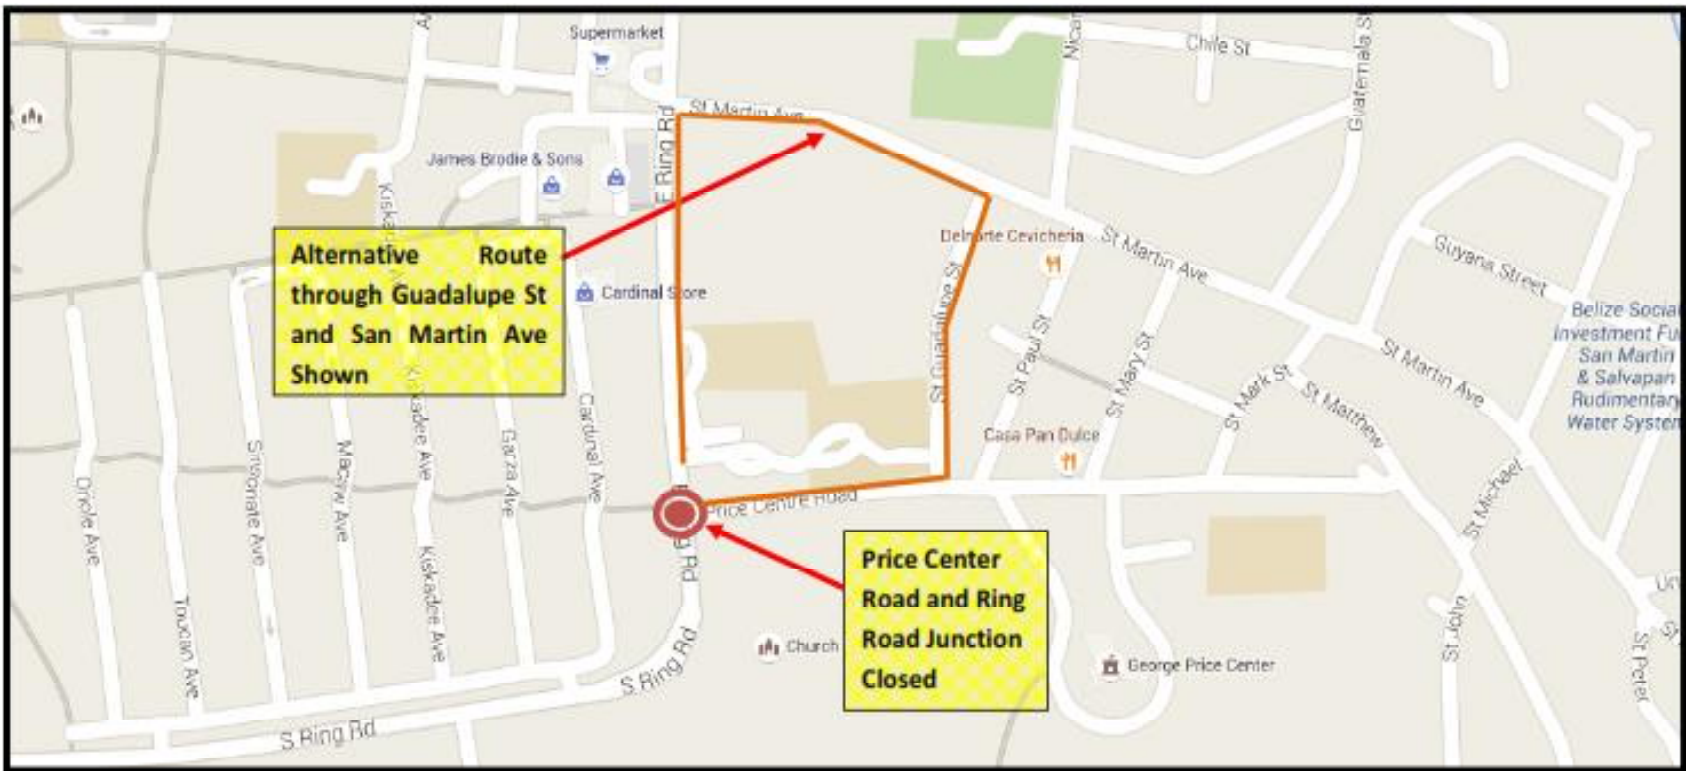 Supermarket
Chile St
St Martin Ave
E Ring Rd
Guatemala St
James Brodie & Sons
Alternative Route
through Guadalupe St
and San Martin Ave
Shown
Delnorte Cevicheria
St Martin Ave
Guyana Street
Cardinal Store
St Guadalupe St
St Paul St
St Mary St
St Mark St
St Matthew
St Martin Ave
Belize Social
Investment Fu
San Martin
& Salvapan
Rudimentary
Water System
Casa Pan Dulce
Oriole Ave
Toucan Ave
Sinsonate Ave
Macaw Ave
Kiskadee Ave
Kiskadee Ave
Garza Ave
Cardinal Ave
Price Centre Road
St Michael
St John
St Peter
Price Center
Road and Ring
Road Junction
Closed
Church
George Price Center
S Ring Rd
S Ring Rd